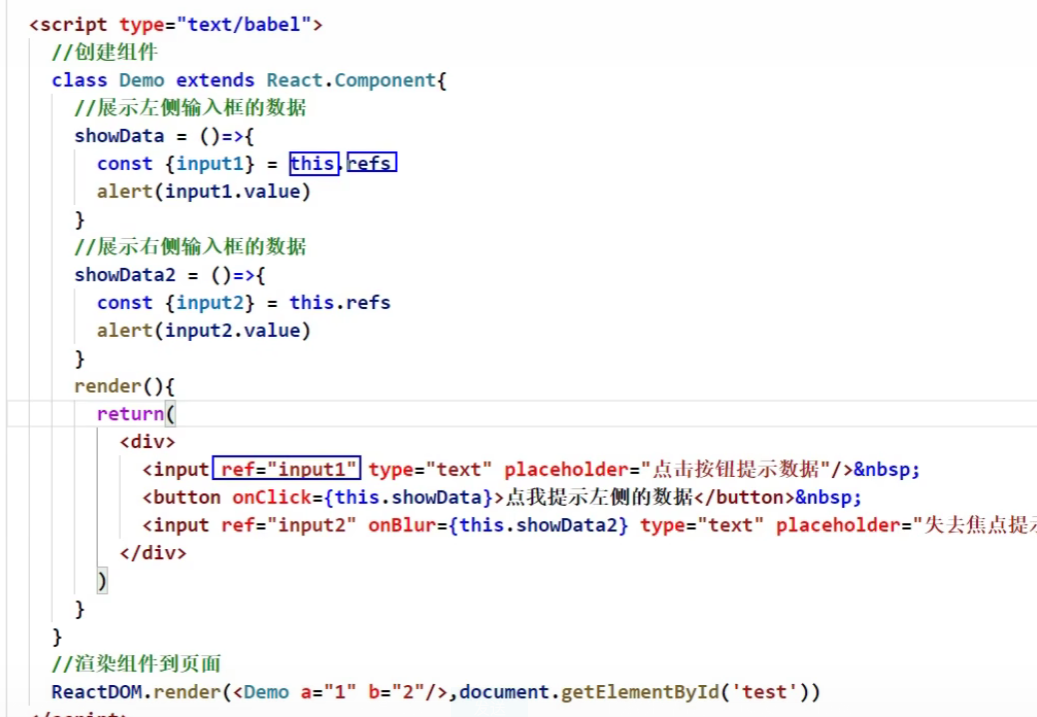 <script type="text/babel">
//创建组件
class Demo extends React.Component{
//展示左侧输入框的数据
showData = ()=>{
const {input1} = this.refs
alert(input1.value)
}
//展示右侧输入框的数据
showData2 = ()=>{
const {input2} = this.refs
alert(input2.value)
}
render(){
return(
<div>
<input ref="input1" type="text" placeholder="点击按钮提示数据"/>&nbsp;
<button onClick={this.showData}>点我提示左侧的数据</button>&nbsp;
<input ref="input2" onBlur={this.showData2} type="text" placeholder="失去焦点提示
</div>
)
}
}
//渲染组件到页面
ReactDOM.render(<Demo a="1" b="2"/>,document.getElementById('test'))